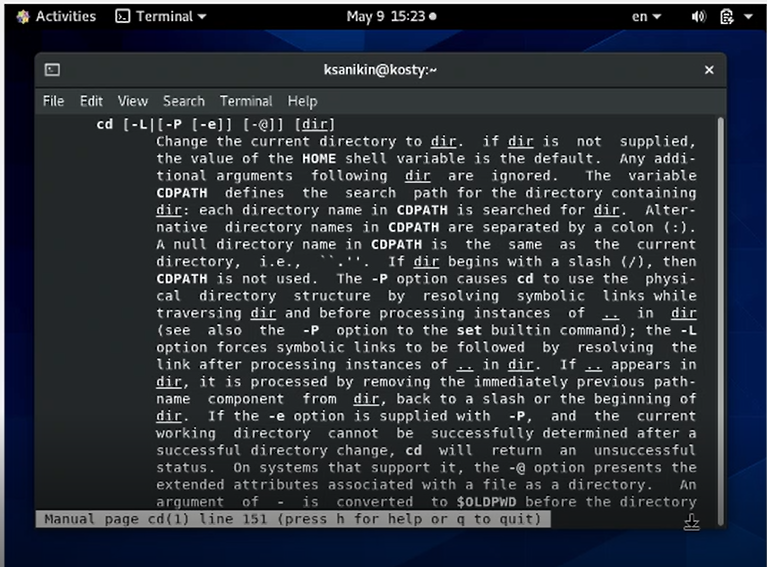 Activities Terminal May 9 15:23 en
ksanikin@kosty:~
File Edit View Search Terminal Help
cd [-L|[-P [-e]] [-@]] [dir]
Change the current directory to dir. if dir is not supplied,
the value of the HOME shell variable is the default. Any addi-
tional arguments following dir are ignored. The variable
CDPATH defines the search path for the directory containing
dir: each directory name in CDPATH is searched for dir. Alter-
native directory names in CDPATH are separated by a colon (:).
A null directory name in CDPATH is the same as the current
directory, i.e., ``.''. If dir begins with a slash (/), then
CDPATH is not used. The -P option causes cd to use the physi-
cal directory structure by resolving symbolic links while
traversing dir and before processing instances of .. in dir
(see also the -P option to the set builtin command); the -L
option forces symbolic links to be followed by resolving the
link after processing instances of .. in dir. If .. appears in
dir, it is processed by removing the immediately previous path-
name component from dir, back to a slash or the beginning of
dir. If the -e option is supplied with -P, and the current
working directory cannot be successfully determined after a
successful directory change, cd will return an unsuccessful
status. On systems that support it, the -@ option presents the
extended attributes associated with a file as a directory. An
argument of - is converted to $OLDPWD before the directory
Manual page cd(1) line 151 (press h for help or q to quit)